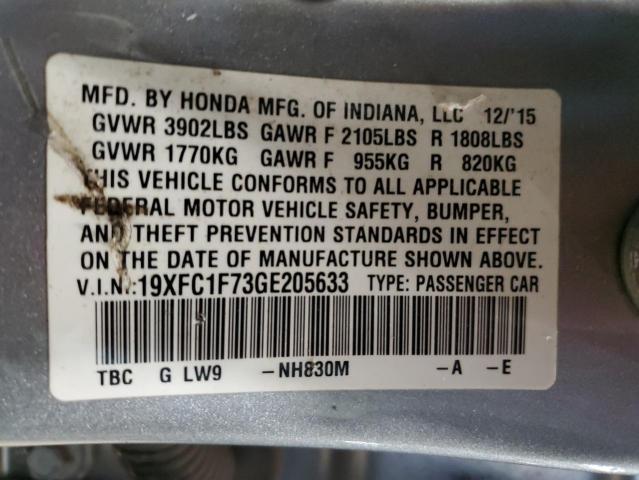 MFD. BY HONDA MFG. OF INDIANA, LLC 12/'15
GVWR 3902LBS GAWR F 2105LBS R 1808LBS
GVWR 1770KG GAWR F 955KG R 820KG
THIS VEHICLE CONFORMS TO ALL APPLICABLE
FEDERAL MOTOR VEHICLE SAFETY, BUMPER,
AND THEFT PREVENTION STANDARDS IN EFFECT
ON THE DATE OF MANUFACTURE SHOWN ABOVE.
V.I.N.:19XFC1F73GE205633 TYPE: PASSENGER CAR
TBC G LW9 -NH830M -A -E